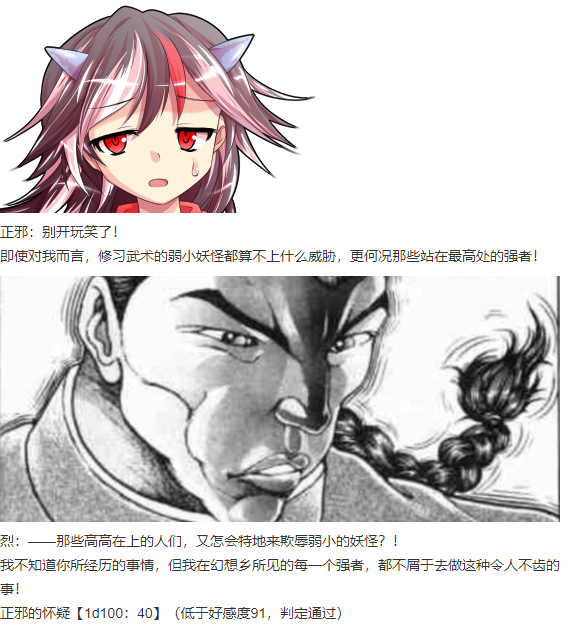 正邪：别开玩笑了！
即使对我而言，修习武术的弱小妖怪都算不上什么威胁，更何况那些站在最高处的强者！
烈：——那些高高在上的人们，又怎会特地来欺辱弱小的妖怪？！
我不知道你所经历的事情，但我在幻想乡所见的每一个强者，都不屑于去做这种令人不齿的
事！
正邪的怀疑【1d100：40】（低于好感度91，判定通过）